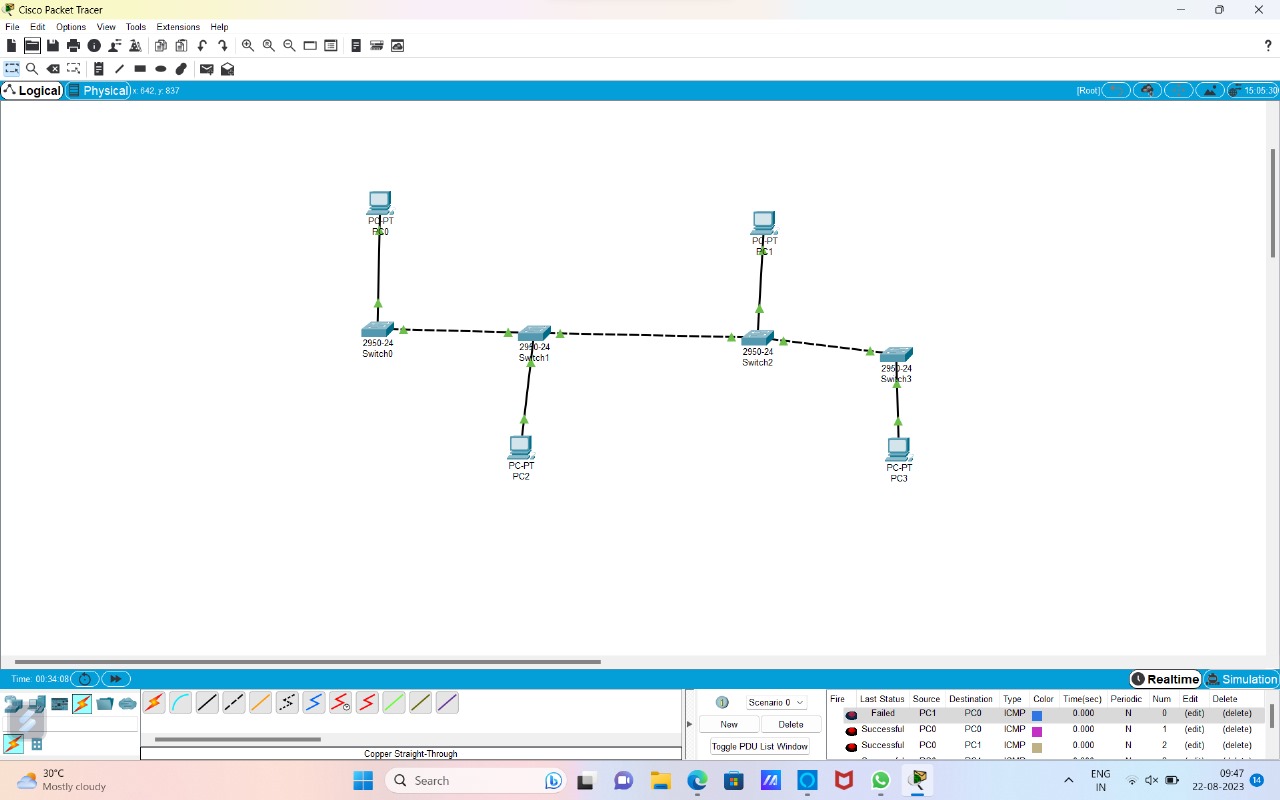 Cisco Packet Tracer
File Edit Options View Tools Extensions Help
?
Logical Physical x: 642, y: 837 [Root] 15:05:30
PC-PT
PC0
PC-PT
PC1
2950-24
Switch0
2950-24
Switch1
2950-24
Switch2
2950-24
Switch3
PC-PT
PC2
PC-PT
PC3
Time: 00:34:08 Realtime Simulation
Scenario 0
New Delete
Toggle PDU List Window
Copper Straight-Through
Fire Last Status Source Destination Type Color Time(sec) Periodic Num Edit Delete
Failed PC1 PC0 ICMP 0.000 N 0 (edit) (delete)
Successful PC0 PC0 ICMP 0.000 N 1 (edit) (delete)
Successful PC0 PC1 ICMP 0.000 N 2 (edit) (delete)
30°C
Mostly cloudy
Search
ENG
IN
09:47
22-08-2023
14